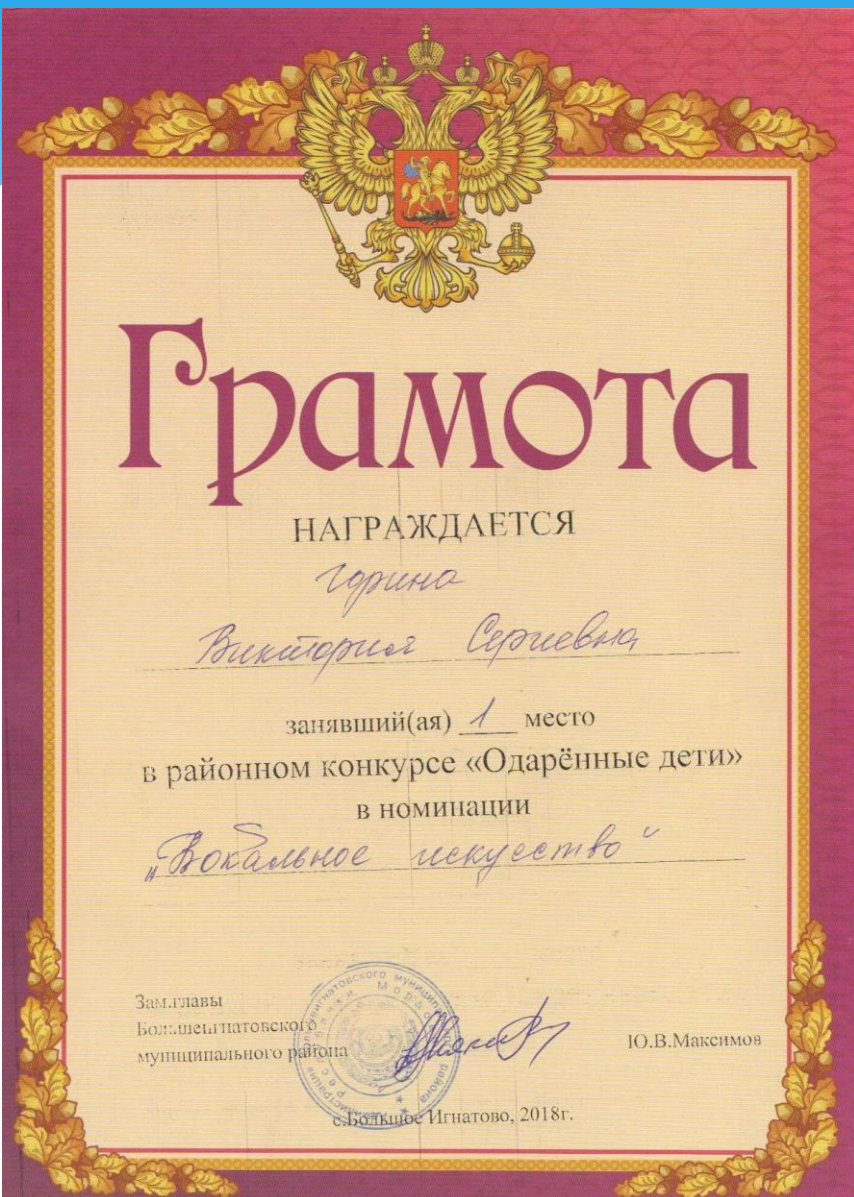 Грамота
НАГРАЖДАЕТСЯ
Горина
Виктория Сергиевна
занявший(ая) 1 место
в районном конкурсе «Одарённые дети»
в номинации
„Вокальное искусство“
Зам.главы
Большеигнатовского
муниципального района
Ю.В.Максимов
с.Большое Игнатово, 2018г.